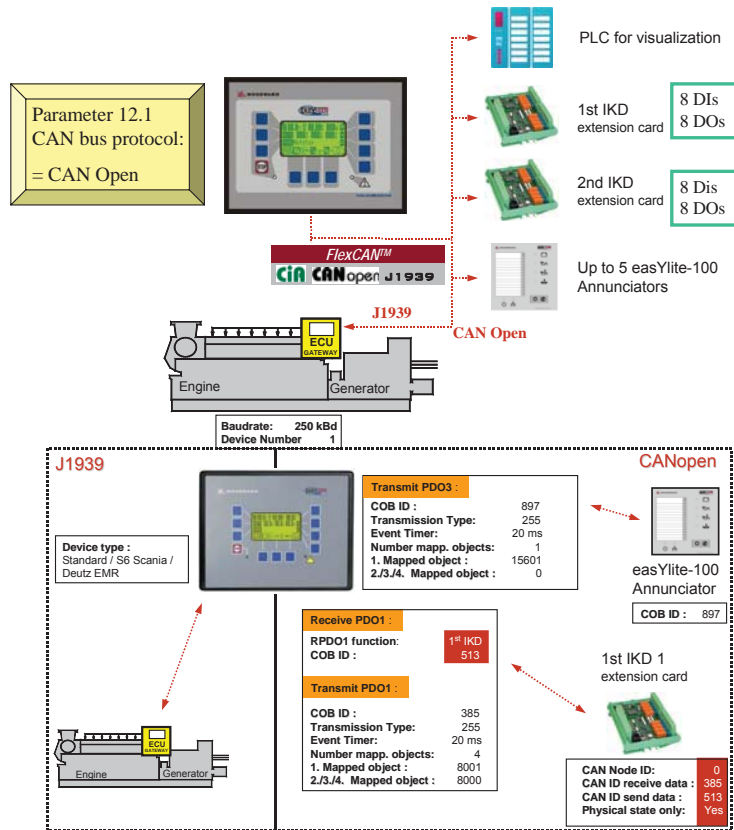 PLC for visualization
Parameter 12.1
CAN bus protocol:
= CAN Open
WOODWARD
1st IKD
extension card
8 DIs
8 DOs
2nd IKD
extension card
8 Dis
8 DOs
FlexCAN™
CiA CANopen J1939
Up to 5 easYlite-100
Annunciators
J1939
CAN Open
ECU
GATEWAY
Engine
Generator
Baudrate: 250 kBd
Device Number 1
J1939
CANopen
Device type :
Standard / S6 Scania /
Deutz EMR
Transmit PDO3 :
COB ID : 897
Transmission Type: 255
Event Timer: 20 ms
Number mapp. objects: 1
1. Mapped object : 15601
2./3./4. Mapped object : 0
easYlite-100
Annunciator
COB ID : 897
Receive PDO1 :
RPDO1 function: 1st IKD
COB ID : 513
Transmit PDO1 :
COB ID : 385
Transmission Type: 255
Event Timer: 20 ms
Number mapp. objects: 4
1. Mapped object : 8001
2./3./4. Mapped object : 8000
1st IKD 1
extension card
CAN Node ID: 0
CAN ID receive data : 385
CAN ID send data : 513
Physical state only: Yes
ECU
GATEWAY
Engine
Generator